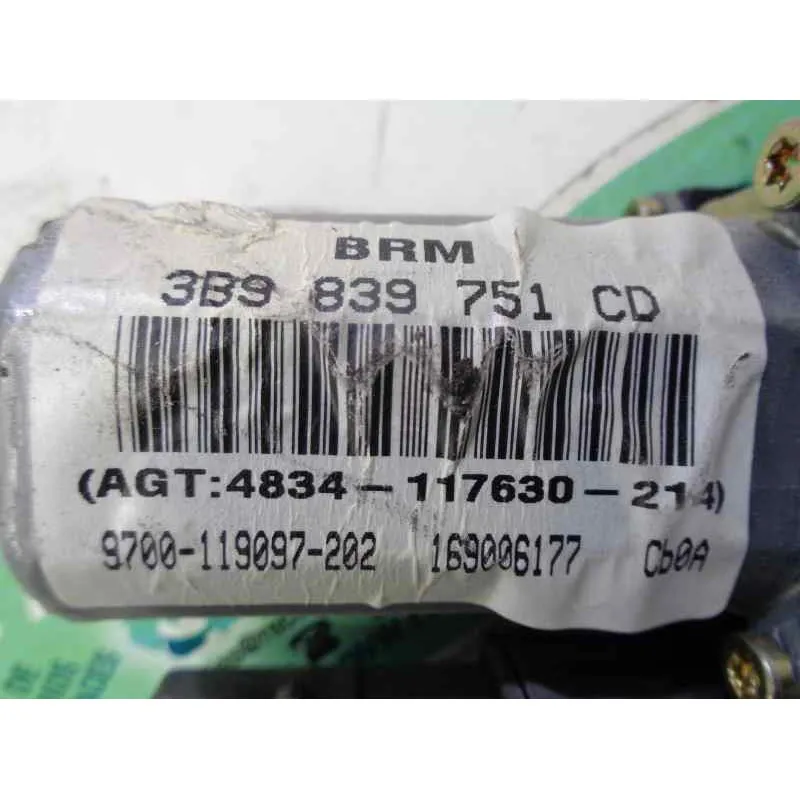 BRM
3B9 839 751 CD
(AGT:4834-117630-214)
9700-119097-202 169006177 Cb0A